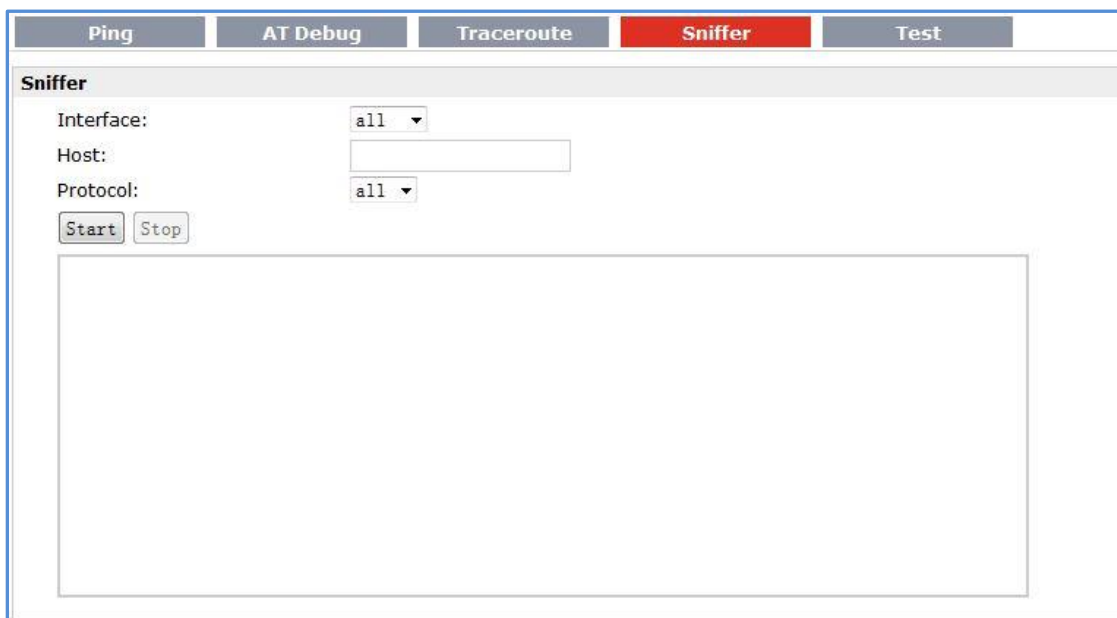 Ping AT Debug Traceroute Sniffer Test
Sniffer
Interface: all
Host:
Protocol: all
Start Stop